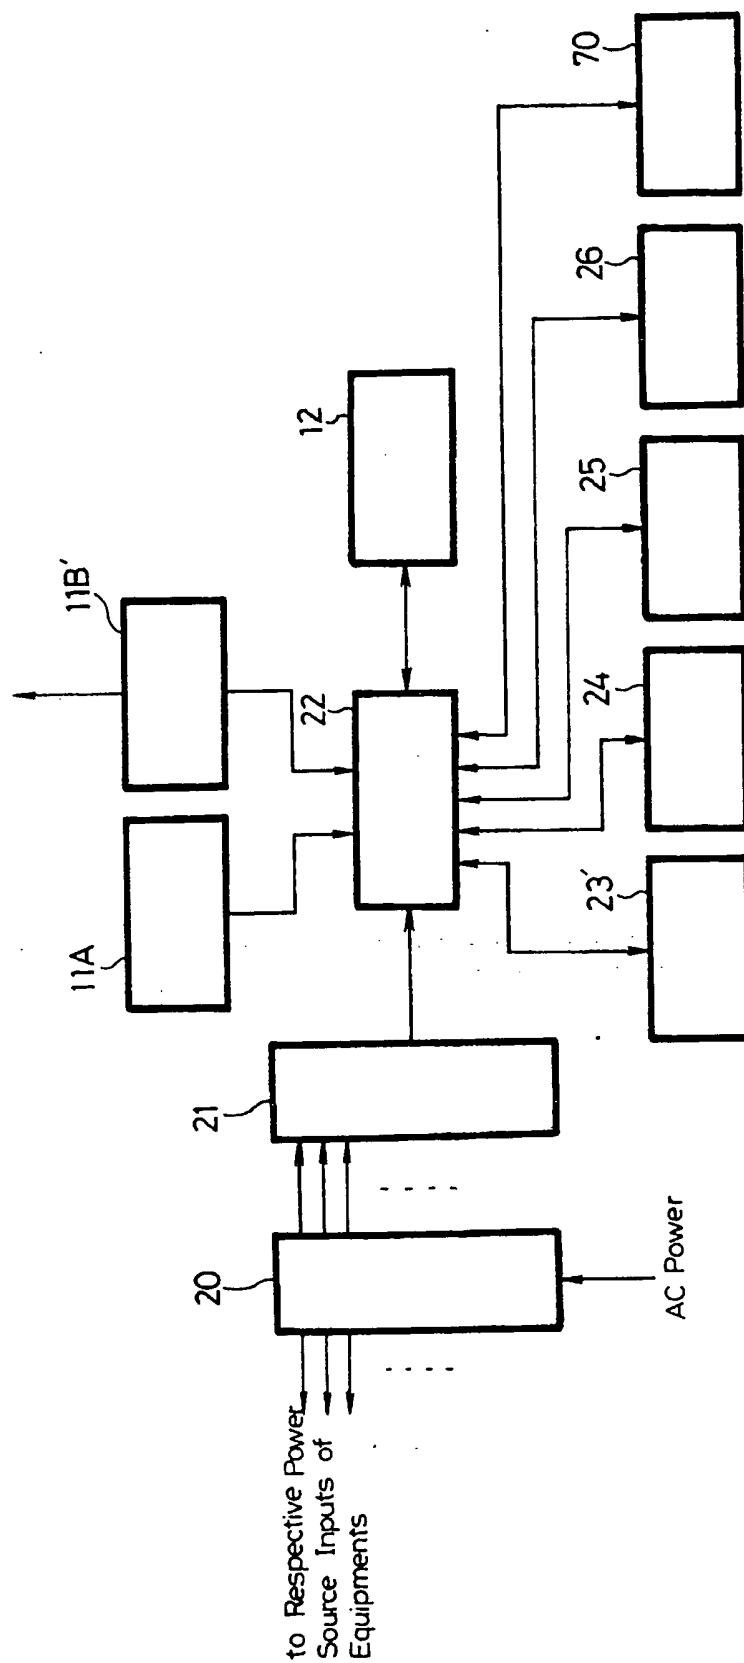 11A
11B′
12
22
21
20
to Respective Power
Source Inputs of
Equipments
AC Power
23′
24
25
26
70